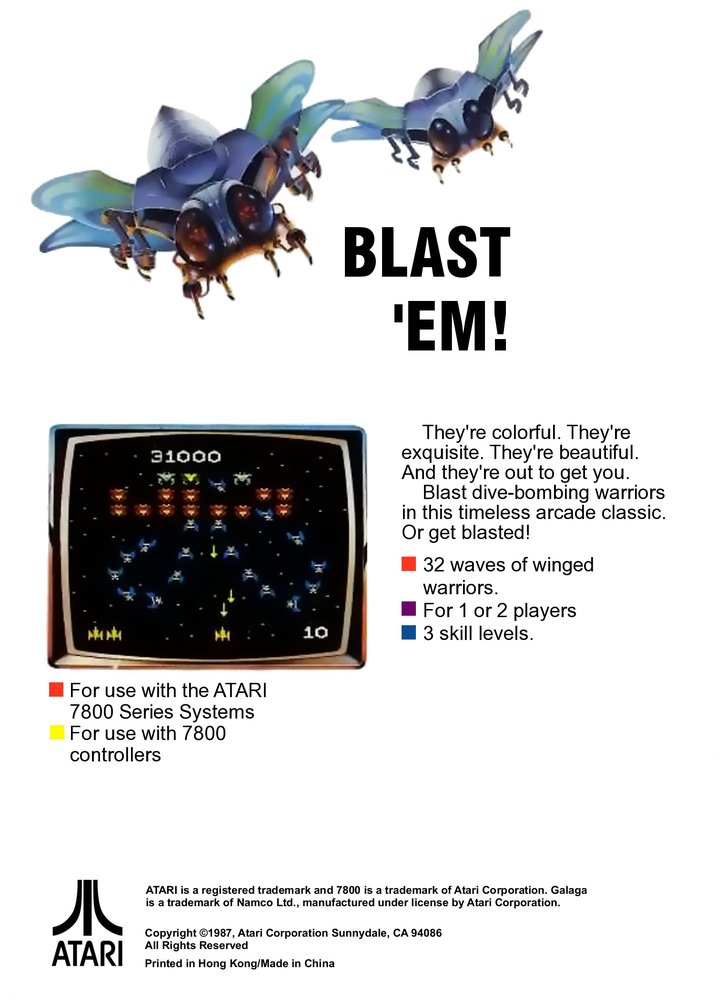 BLAST
'EM!
31000
10
They're colorful. They're
exquisite. They're beautiful.
And they're out to get you.
Blast dive-bombing warriors
in this timeless arcade classic.
Or get blasted!
32 waves of winged
warriors.
For 1 or 2 players
3 skill levels.
For use with the ATARI
7800 Series Systems
For use with 7800
controllers
ATARI
ATARI is a registered trademark and 7800 is a trademark of Atari Corporation. Galaga
is a trademark of Namco Ltd., manufactured under license by Atari Corporation.
Copyright ©1987, Atari Corporation Sunnydale, CA 94086
All Rights Reserved
Printed in Hong Kong/Made in China